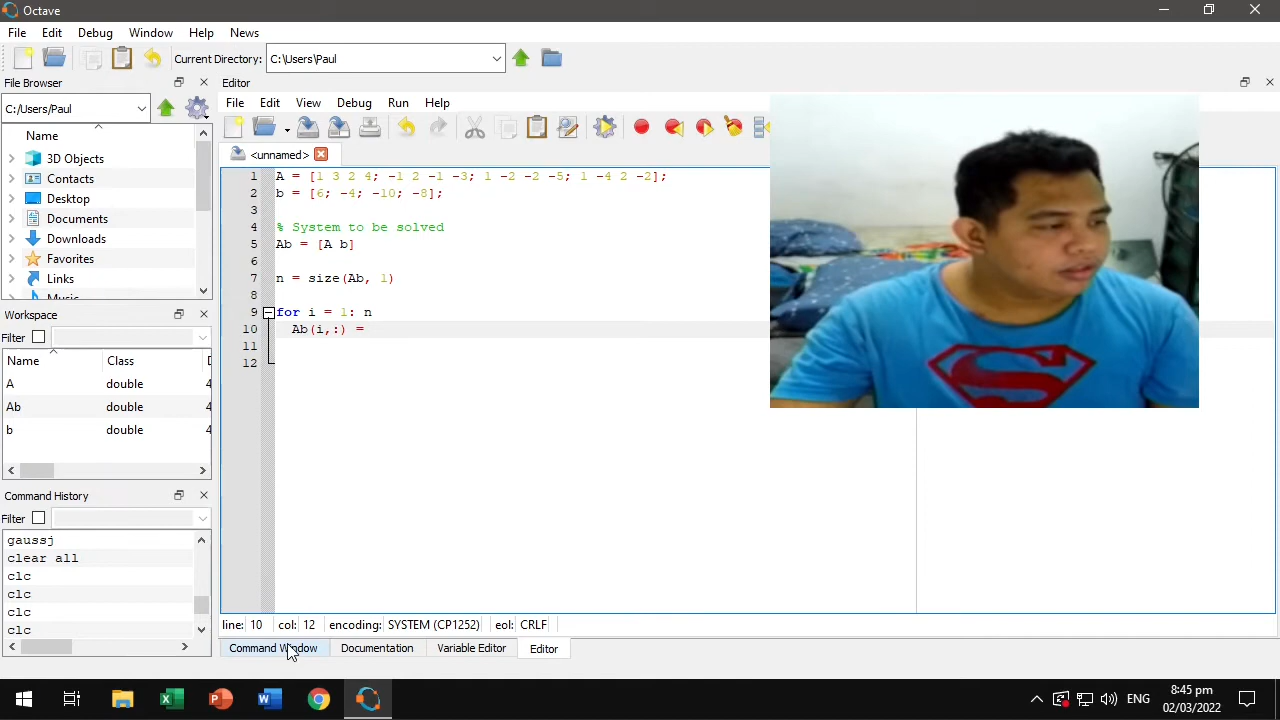 Octave
File Edit Debug Window Help News
Current Directory: C:\Users\Paul
File Browser
Editor
C:/Users/Paul
File Edit View Debug Run Help
Name
<unnamed>
3D Objects
Contacts
Desktop
Documents
Downloads
Favorites
Links
Music
1 A = [1 3 2 4; -1 2 -1 -3; 1 -2 -2 -5; 1 -4 2 -2];
2 b = [6; -4; -10; -8];
3
4 % System to be solved
5 Ab = [A b]
6
7 n = size(Ab, 1)
8
9 for i = 1: n
10 Ab(i,:) =
11
12
Workspace
Filter
Name Class D
A double 4
Ab double 4
b double 4
Command History
Filter
gaussj
clear all
clc
clc
clc
clc
line: 10 col: 12 encoding: SYSTEM (CP1252) eol: CRLF
Command Window Documentation Variable Editor Editor
ENG
8:45 pm
02/03/2022